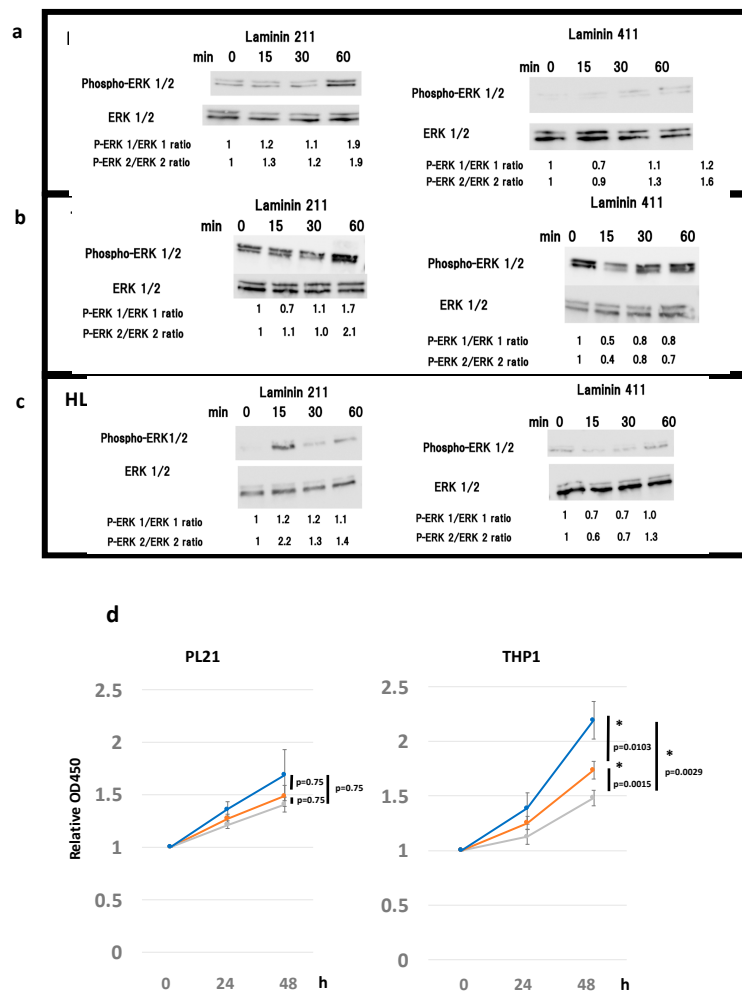 a
Laminin 211
min 0 15 30 60
Phospho-ERK 1/2
ERK 1/2
P-ERK 1/ERK 1 ratio 1 1.2 1.1 1.9
P-ERK 2/ERK 2 ratio 1 1.3 1.2 1.9
Laminin 411
min 0 15 30 60
Phospho-ERK 1/2
ERK 1/2
P-ERK 1/ERK 1 ratio 1 0.7 1.1 1.2
P-ERK 2/ERK 2 ratio 1 0.9 1.3 1.6
b
Laminin 211
min 0 15 30 60
Phospho-ERK 1/2
ERK 1/2
P-ERK 1/ERK 1 ratio 1 0.7 1.1 1.7
P-ERK 2/ERK 2 ratio 1 1.1 1.0 2.1
Laminin 411
min 0 15 30 60
Phospho-ERK 1/2
ERK 1/2
P-ERK 1/ERK 1 ratio 1 0.5 0.8 0.8
P-ERK 2/ERK 2 ratio 1 0.4 0.8 0.7
c HL
Laminin 211
min 0 15 30 60
Phospho-ERK1/2
ERK 1/2
P-ERK 1/ERK 1 ratio 1 1.2 1.2 1.1
P-ERK 2/ERK 2 ratio 1 2.2 1.3 1.4
Laminin 411
min 0 15 30 60
Phospho-ERK 1/2
ERK 1/2
P-ERK 1/ERK 1 ratio 1 0.7 0.7 1.0
P-ERK 2/ERK 2 ratio 1 0.6 0.7 1.3
d
PL21
Relative OD450
2.5
2
1.5
1
0.5
0
p=0.75
p=0.75
p=0.75
0 24 48 h
THP1
2.5
2
1.5
1
0.5
0
*
p=0.0103
*
p=0.0015
*
p=0.0029
0 24 48 h